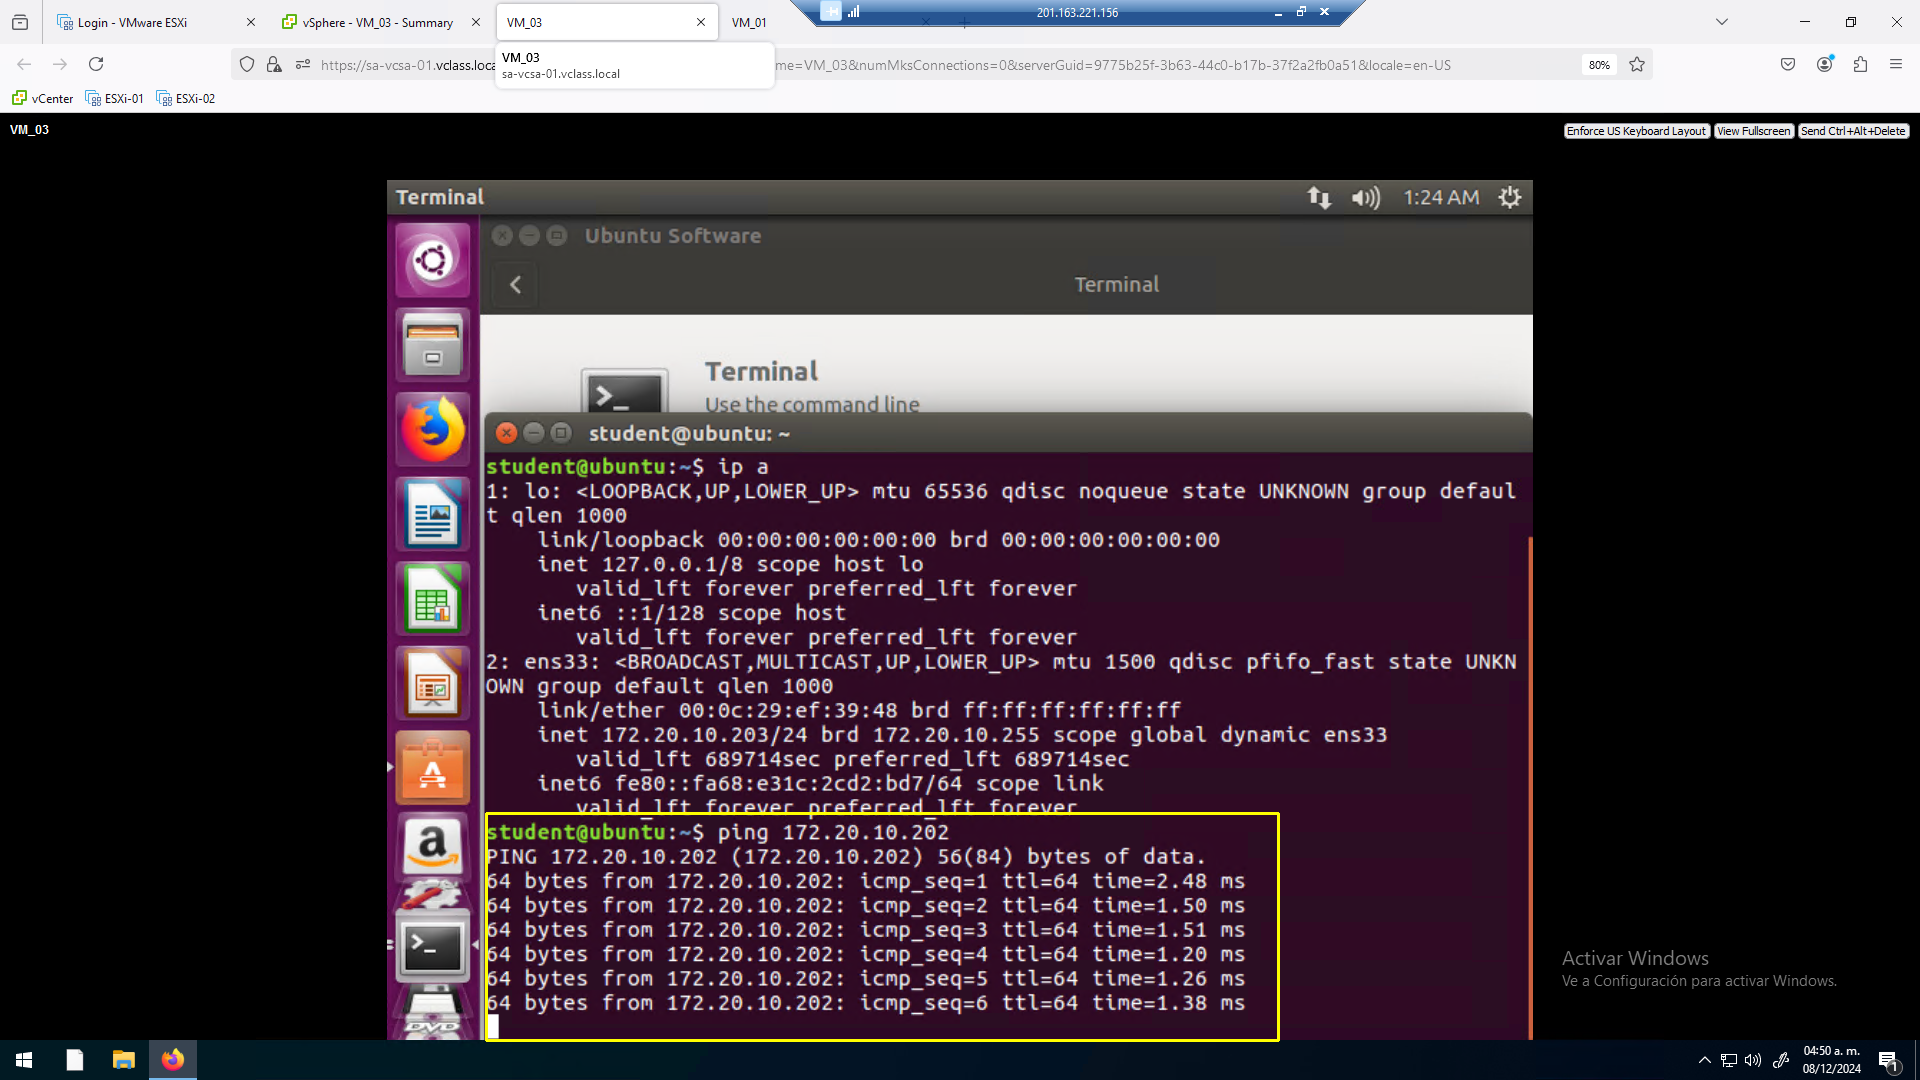 Login - VMware ESXi
vSphere - VM_03 - Summary
VM_03
VM_01
201.163.221.156
https://sa-vcsa-01.vclass.loca
me=VM_03&numMksConnections=0&serverGuid=9775b25f-3b63-44c0-b17b-37f2a2fb0a51&locale=en-US
80%
VM_03
sa-vcsa-01.vclass.local
vCenter
ESXi-01
ESXi-02
VM_03
Enforce US Keyboard Layout
View Fullscreen
Send Ctrl+Alt+Delete
Terminal
1:24 AM
Ubuntu Software
Terminal
Terminal
Use the command line
student@ubuntu: ~
student@ubuntu:~$ ip a
1: lo: <LOOPBACK,UP,LOWER_UP> mtu 65536 qdisc noqueue state UNKNOWN group defaul
t qlen 1000
link/loopback 00:00:00:00:00:00 brd 00:00:00:00:00:00
inet 127.0.0.1/8 scope host lo
valid_lft forever preferred_lft forever
inet6 ::1/128 scope host
valid_lft forever preferred_lft forever
2: ens33: <BROADCAST,MULTICAST,UP,LOWER_UP> mtu 1500 qdisc pfifo_fast state UNKN
OWN group default qlen 1000
link/ether 00:0c:29:ef:39:48 brd ff:ff:ff:ff:ff:ff
inet 172.20.10.203/24 brd 172.20.10.255 scope global dynamic ens33
valid_lft 689714sec preferred_lft 689714sec
inet6 fe80::fa68:e31c:2cd2:bd7/64 scope link
valid_lft forever preferred_lft forever
student@ubuntu:~$ ping 172.20.10.202
PING 172.20.10.202 (172.20.10.202) 56(84) bytes of data.
64 bytes from 172.20.10.202: icmp_seq=1 ttl=64 time=2.48 ms
64 bytes from 172.20.10.202: icmp_seq=2 ttl=64 time=1.50 ms
64 bytes from 172.20.10.202: icmp_seq=3 ttl=64 time=1.51 ms
64 bytes from 172.20.10.202: icmp_seq=4 ttl=64 time=1.20 ms
64 bytes from 172.20.10.202: icmp_seq=5 ttl=64 time=1.26 ms
64 bytes from 172.20.10.202: icmp_seq=6 ttl=64 time=1.38 ms
DVD
Activar Windows
Ve a Configuración para activar Windows.
04:50 a. m.
08/12/2024
1